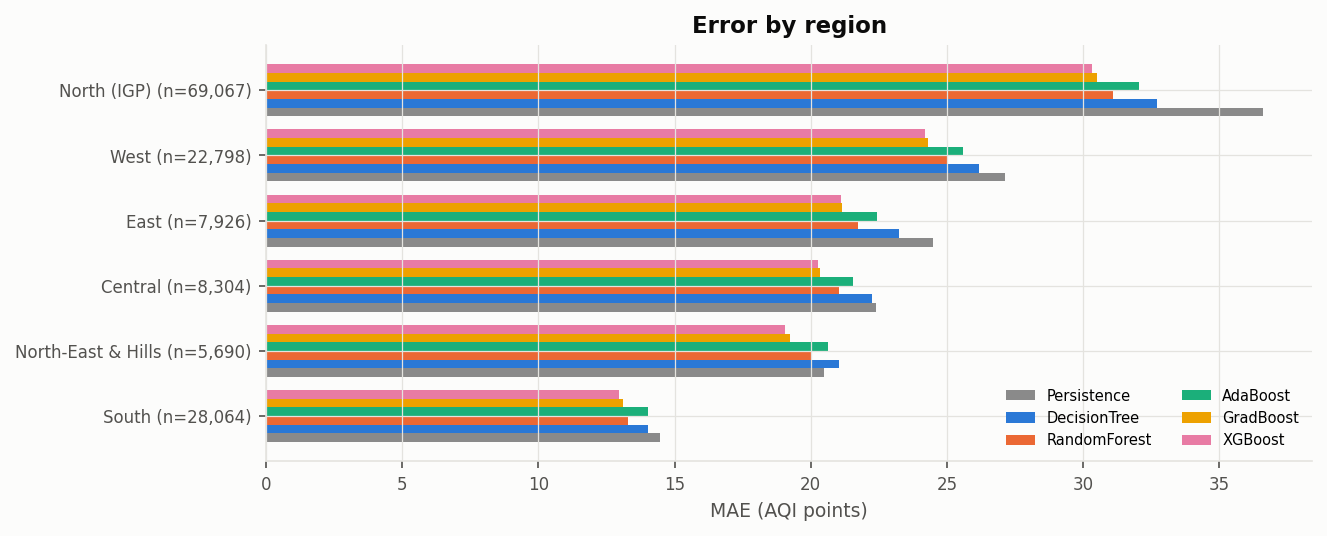 Error by region
North (IGP) (n=69,067)
West (n=22,798)
East (n=7,926)
Central (n=8,304)
North-East & Hills (n=5,690)
South (n=28,064)
Persistence
DecisionTree
RandomForest
AdaBoost
GradBoost
XGBoost
0 5 10 15 20 25 30 35
MAE (AQI points)